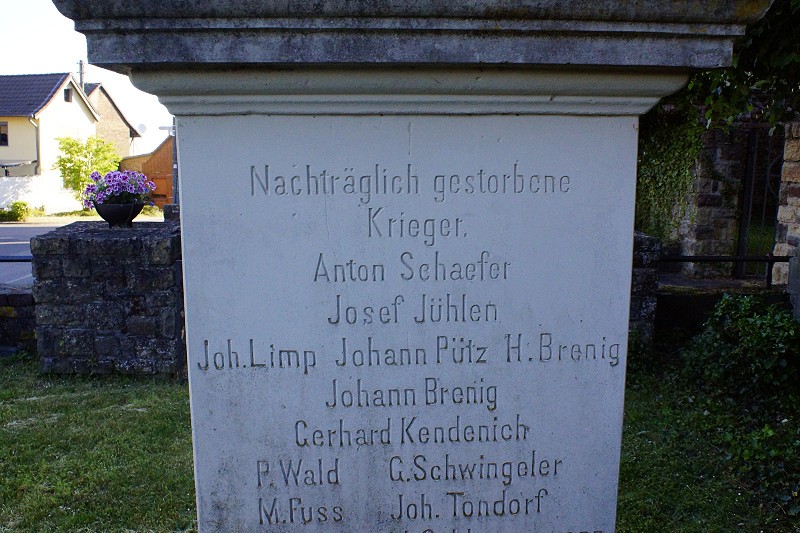 Nachträglich gestorbene
Krieger.
Anton Schaefer
Josef Jühlen
Joh. Limp Johann Pütz H. Brenig
Johann Brenig
Gerhard Kendenich
P. Wald G. Schwingeler
M. Fuss Joh. Tondorf